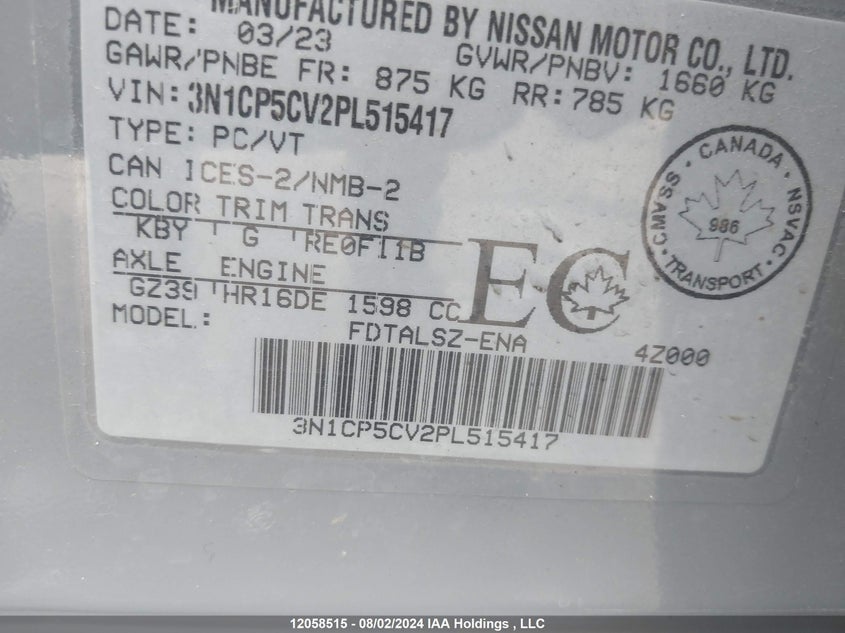 MANUFACTURED BY NISSAN MOTOR CO., LTD.
DATE: 03/23 GVWR/PNBV: 1660 KG
GAWR/PNBE FR: 875 KG RR: 785 KG
VIN: 3N1CP5CV2PL515417
TYPE: PC/VT
CAN ICES-2/NMB-2
COLOR TRIM TRANS
KBY G RE0F11B
AXLE ENGINE
GZ39 HR16DE 1598 CC
MODEL: FDTALSZ-ENA 4Z000
EC
CANADA · NSVAC · TRANSPORT · CMVSS
986
3N1CP5CV2PL515417
12058515 - 08/02/2024 IAA Holdings , LLC